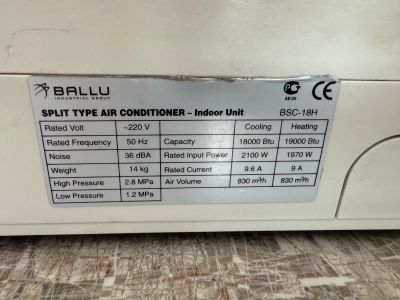 BALLU
INDUSTRIAL GROUP
PC
AE 25
SPLIT TYPE AIR CONDITIONER – Indoor Unit BSC-18H
Rated Volt ~220 V Cooling Heating
Rated Frequency 50 Hz Capacity 18000 Btu 19000 Btu
Noise 36 dBA Rated Input Power 2100 W 1970 W
Weight 14 kg Rated Current 9.6 A 9 A
High Pressure 2.8 MPa Air Volume 830 m³/h 830 m³/h
Low Pressure 1.2 MPa